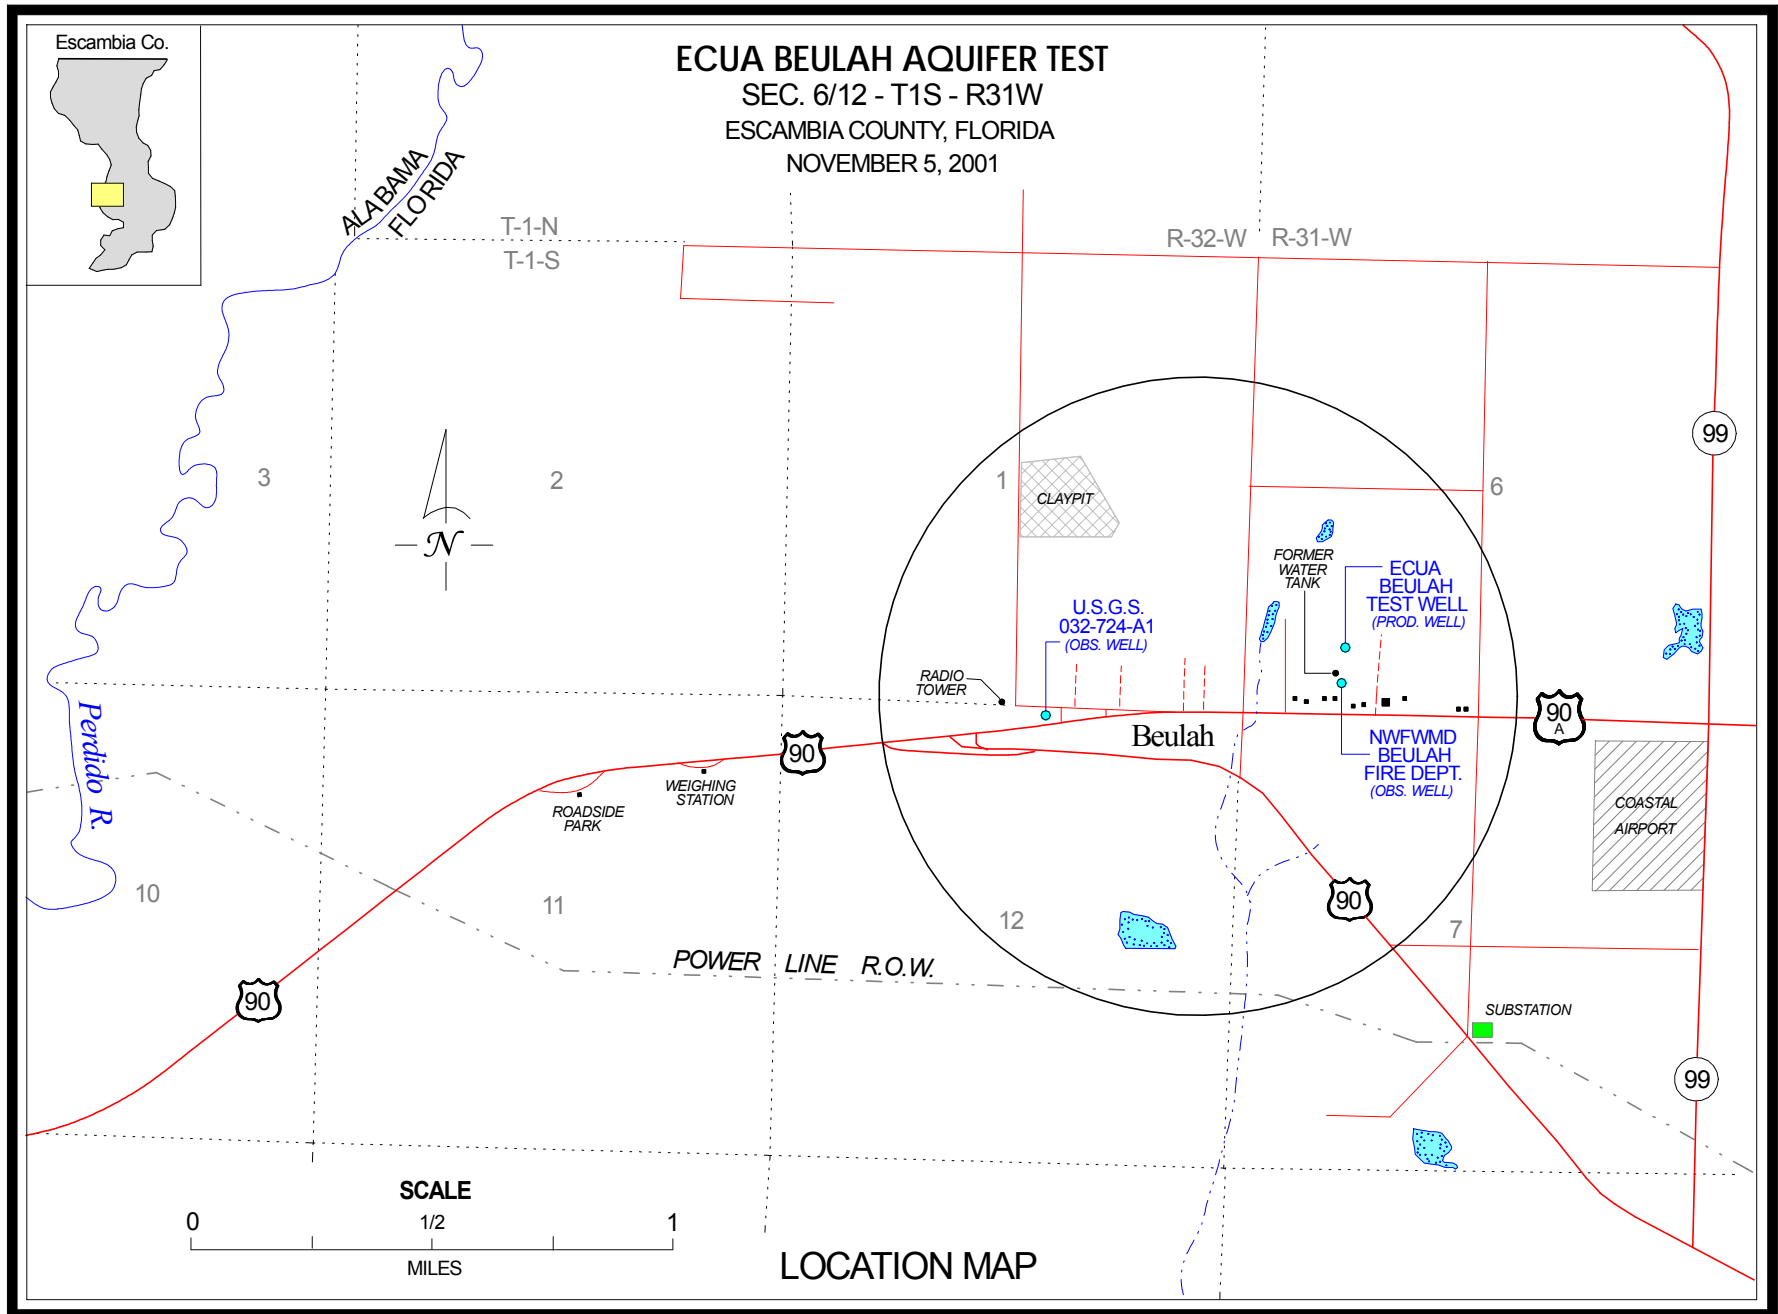 Escambia Co.
ECUA BEULAH AQUIFER TEST
SEC. 6/12 - T1S - R31W
ESCAMBIA COUNTY, FLORIDA
NOVEMBER 5, 2001
ALABAMA
FLORIDA
T-1-N
T-1-S
R-32-W
R-31-W
99
3
2
1
6
CLAYPIT
N
FORMER
WATER
TANK
ECUA
BEULAH
TEST WELL
(PROD. WELL)
U.S.G.S.
032-724-A1
(OBS. WELL)
RADIO
TOWER
Perdido R.
90
Beulah
NWFWMD
BEULAH
FIRE DEPT.
(OBS. WELL)
90
A
WEIGHING
STATION
ROADSIDE
PARK
COASTAL
AIRPORT
10
11
12
90
7
POWER LINE R.O.W.
90
SUBSTATION
99
SCALE
0
1/2
1
MILES
LOCATION MAP